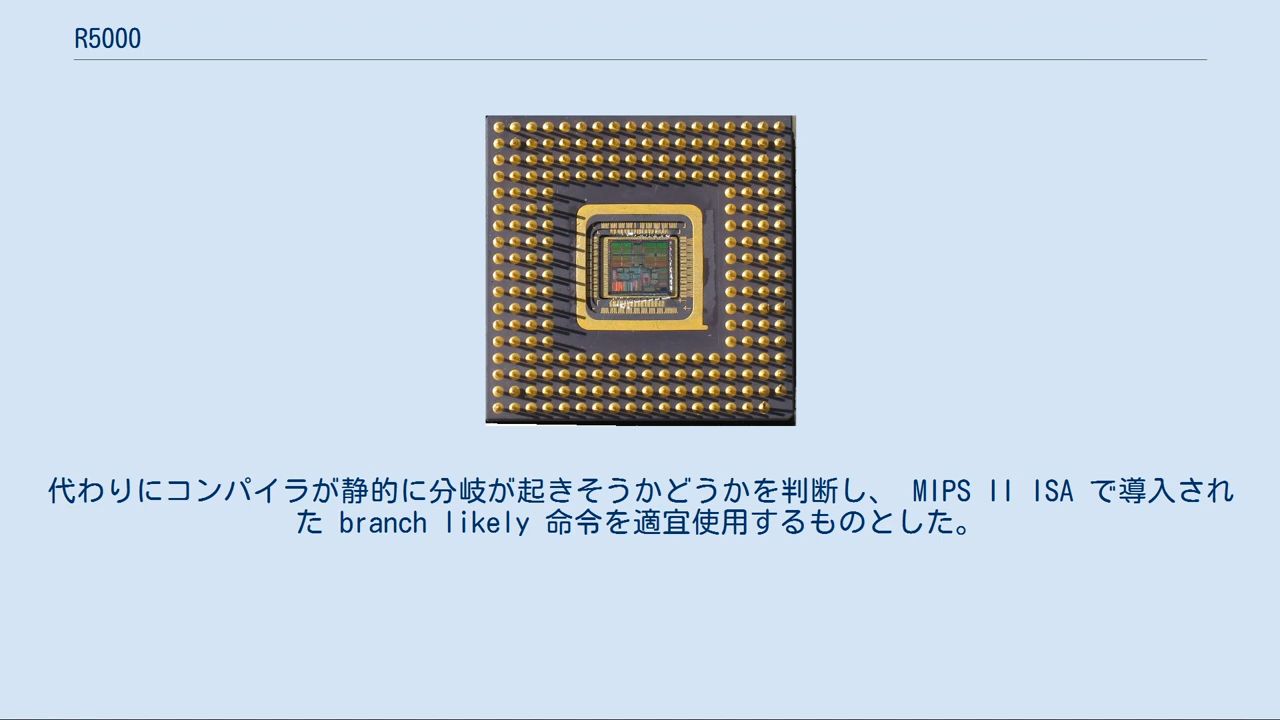 R5000
代わりにコンパイラが静的に分岐が起きそうかどうかを判断し、 MIPS II ISA で導入され
た branch likely 命令を適宜使用するものとした。